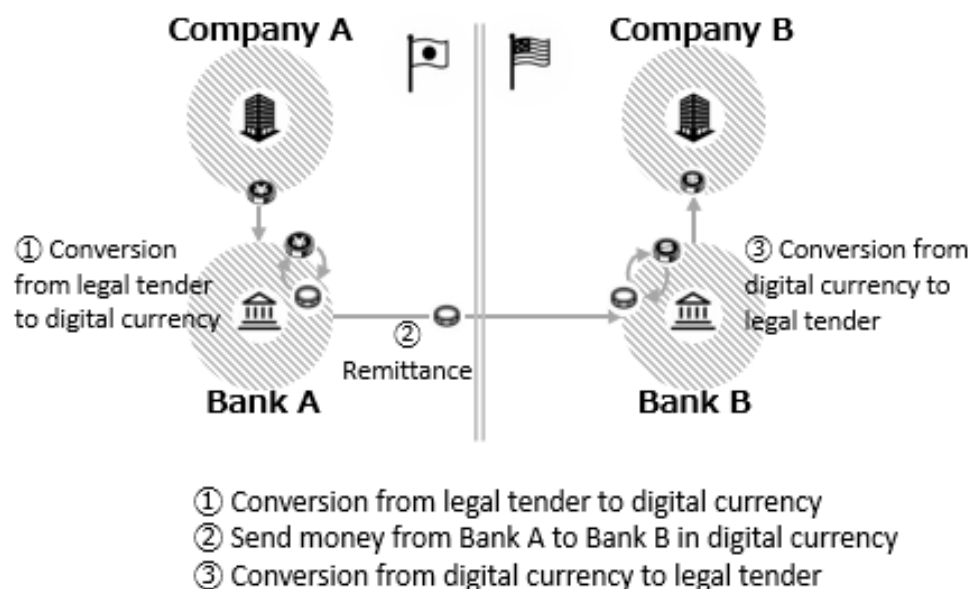 Company A
Company B
① Conversion
from legal tender
to digital currency
③ Conversion from
digital currency to
legal tender
②
Remittance
Bank A
Bank B
① Conversion from legal tender to digital currency
② Send money from Bank A to Bank B in digital currency
③ Conversion from digital currency to legal tender